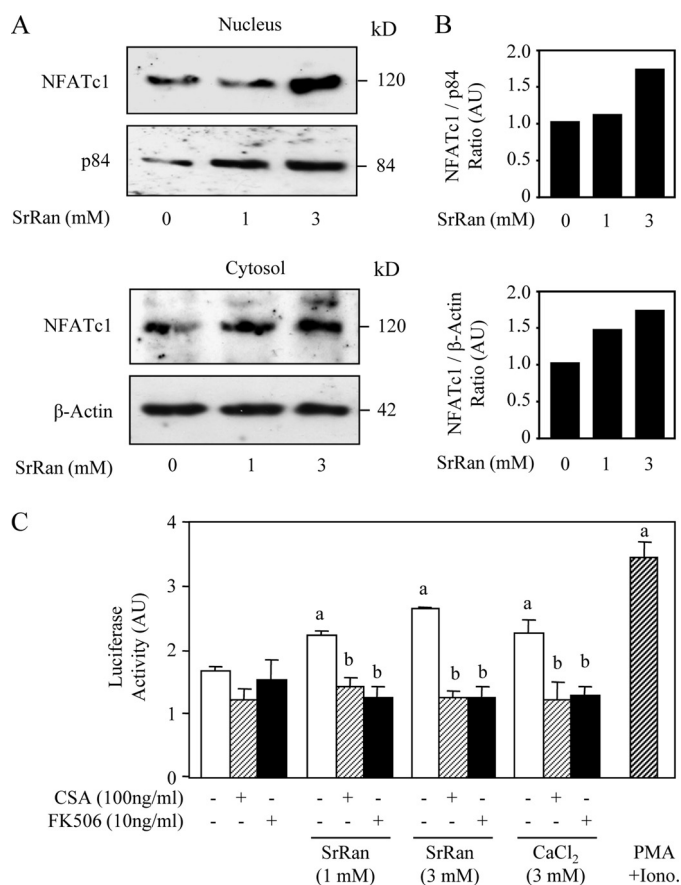 A
Nucleus
kD
NFATc1
120
p84
84
SrRan (mM)
0 1 3
Cytosol
kD
NFATc1
120
β-Actin
42
SrRan (mM)
0 1 3
B
NFATc1 / p84
Ratio (AU)
2.0
1.5
1.0
0.5
0
SrRan (mM)
0 1 3
NFATc1 / β-Actin
Ratio (AU)
2.0
1.5
1.0
0.5
0
SrRan (mM)
0 1 3
C
Luciferase
Activity (AU)
4
3
2
1
0
a b b a b b a b b a
CSA (100ng/ml) - + - - + - - + -
FK506 (10ng/ml) - - + - - + - - + - - +
SrRan
(1 mM)
SrRan
(3 mM)
CaCl2
(3 mM)
PMA
+Iono.